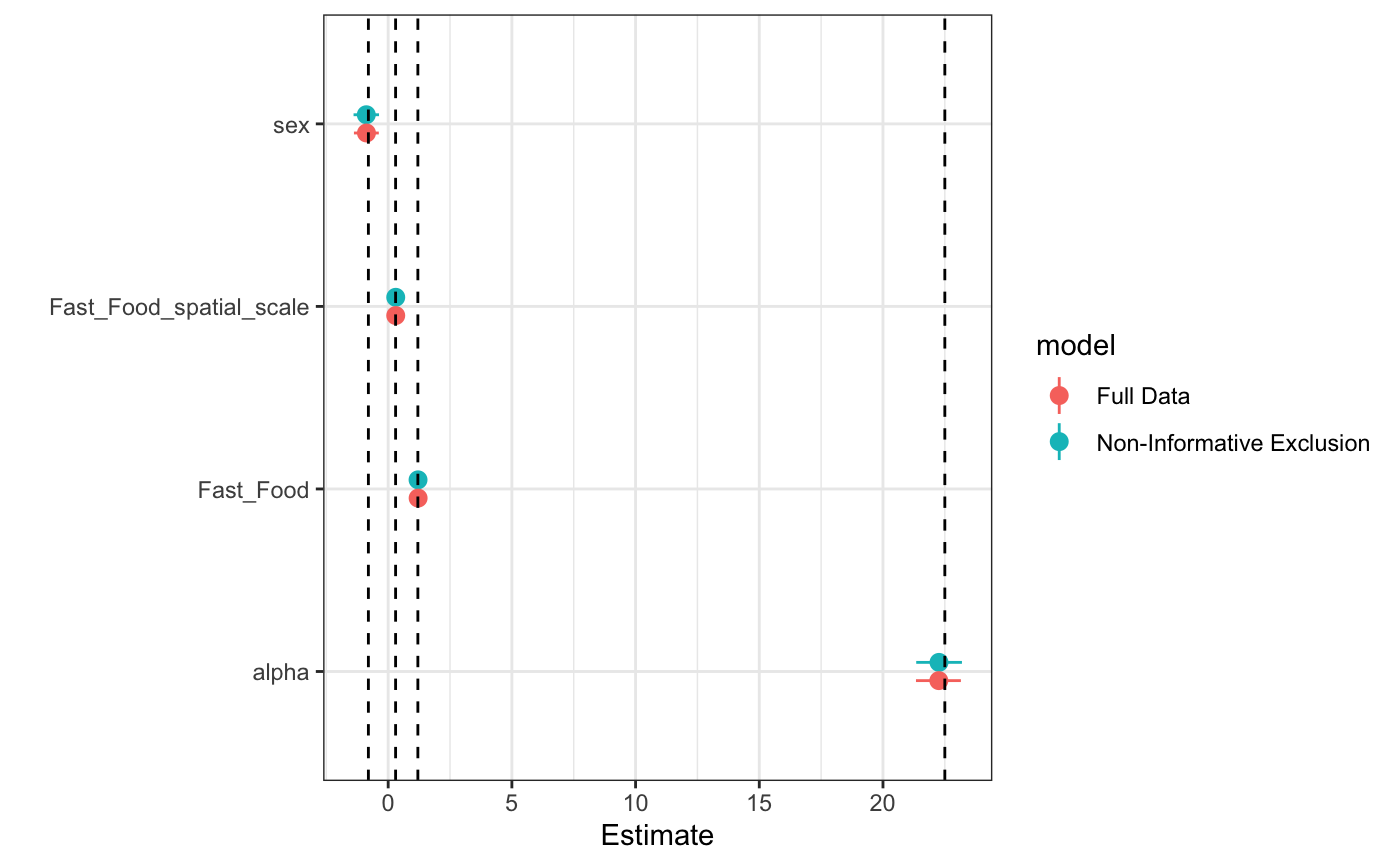 sex
Fast_Food_spatial_scale
Fast_Food
alpha
0 5 10 15 20
Estimate
model
Full Data
Non-Informative Exclusion